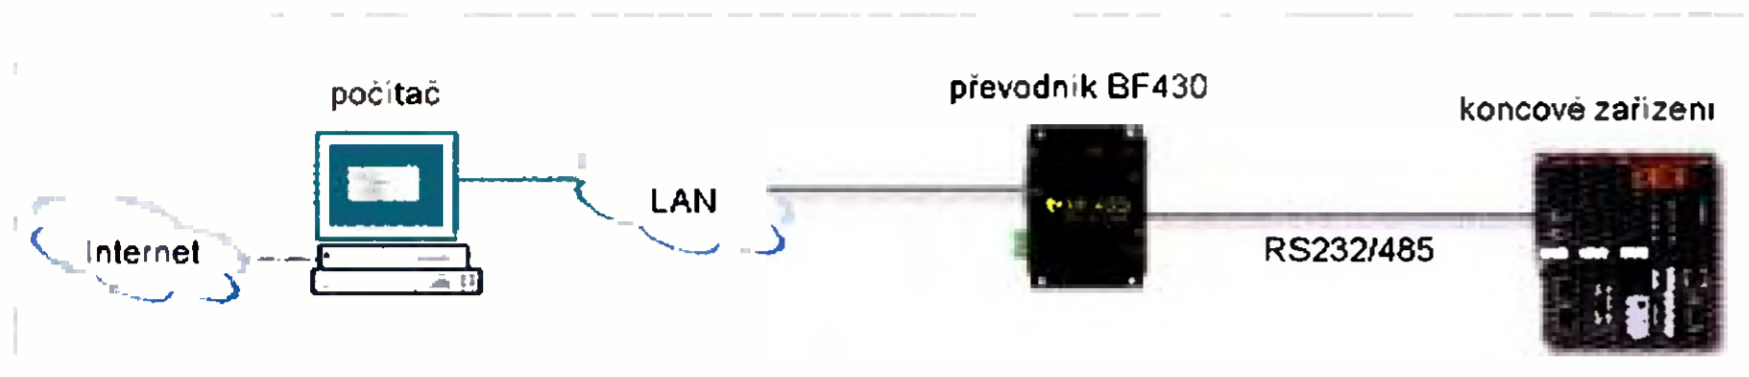 počítač
převodník BF430
koncové zařízení
LAN
Internet
RS232/485